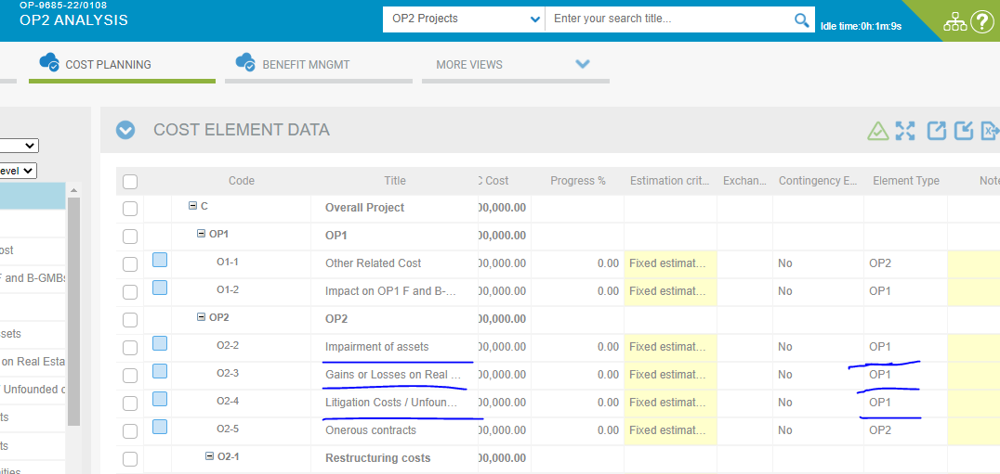 OP-9685-22/0108
OP2 ANALYSIS
OP2 Projects
Enter your search title...
Idle time:0h:1m:9s
COST PLANNING
BENEFIT MNGMT
MORE VIEWS
COST ELEMENT DATA
evel
Code Title C Cost Progress % Estimation crit... Exchan... Contingency E... Element Type Note
C Overall Project 00,000.00
OP1 OP1 00,000.00
O1-1 Other Related Cost 00,000.00 0.00 Fixed estimat... No OP2
O1-2 Impact on OP1 F and B-... 00,000.00 0.00 Fixed estimat... No OP1
OP2 OP2 00,000.00
O2-2 Impairment of assets 00,000.00 0.00 Fixed estimat... No OP1
O2-3 Gains or Losses on Real ... 00,000.00 0.00 Fixed estimat... No OP1
O2-4 Litigation Costs / Unfoun... 00,000.00 0.00 Fixed estimat... No OP1
O2-5 Onerous contracts 00,000.00 0.00 Fixed estimat... No OP2
O2-1 Restructuring costs 00,000.00
ost
F and B-GMBs
sets
on Real Esta
/ Unfounded c
ts
ts